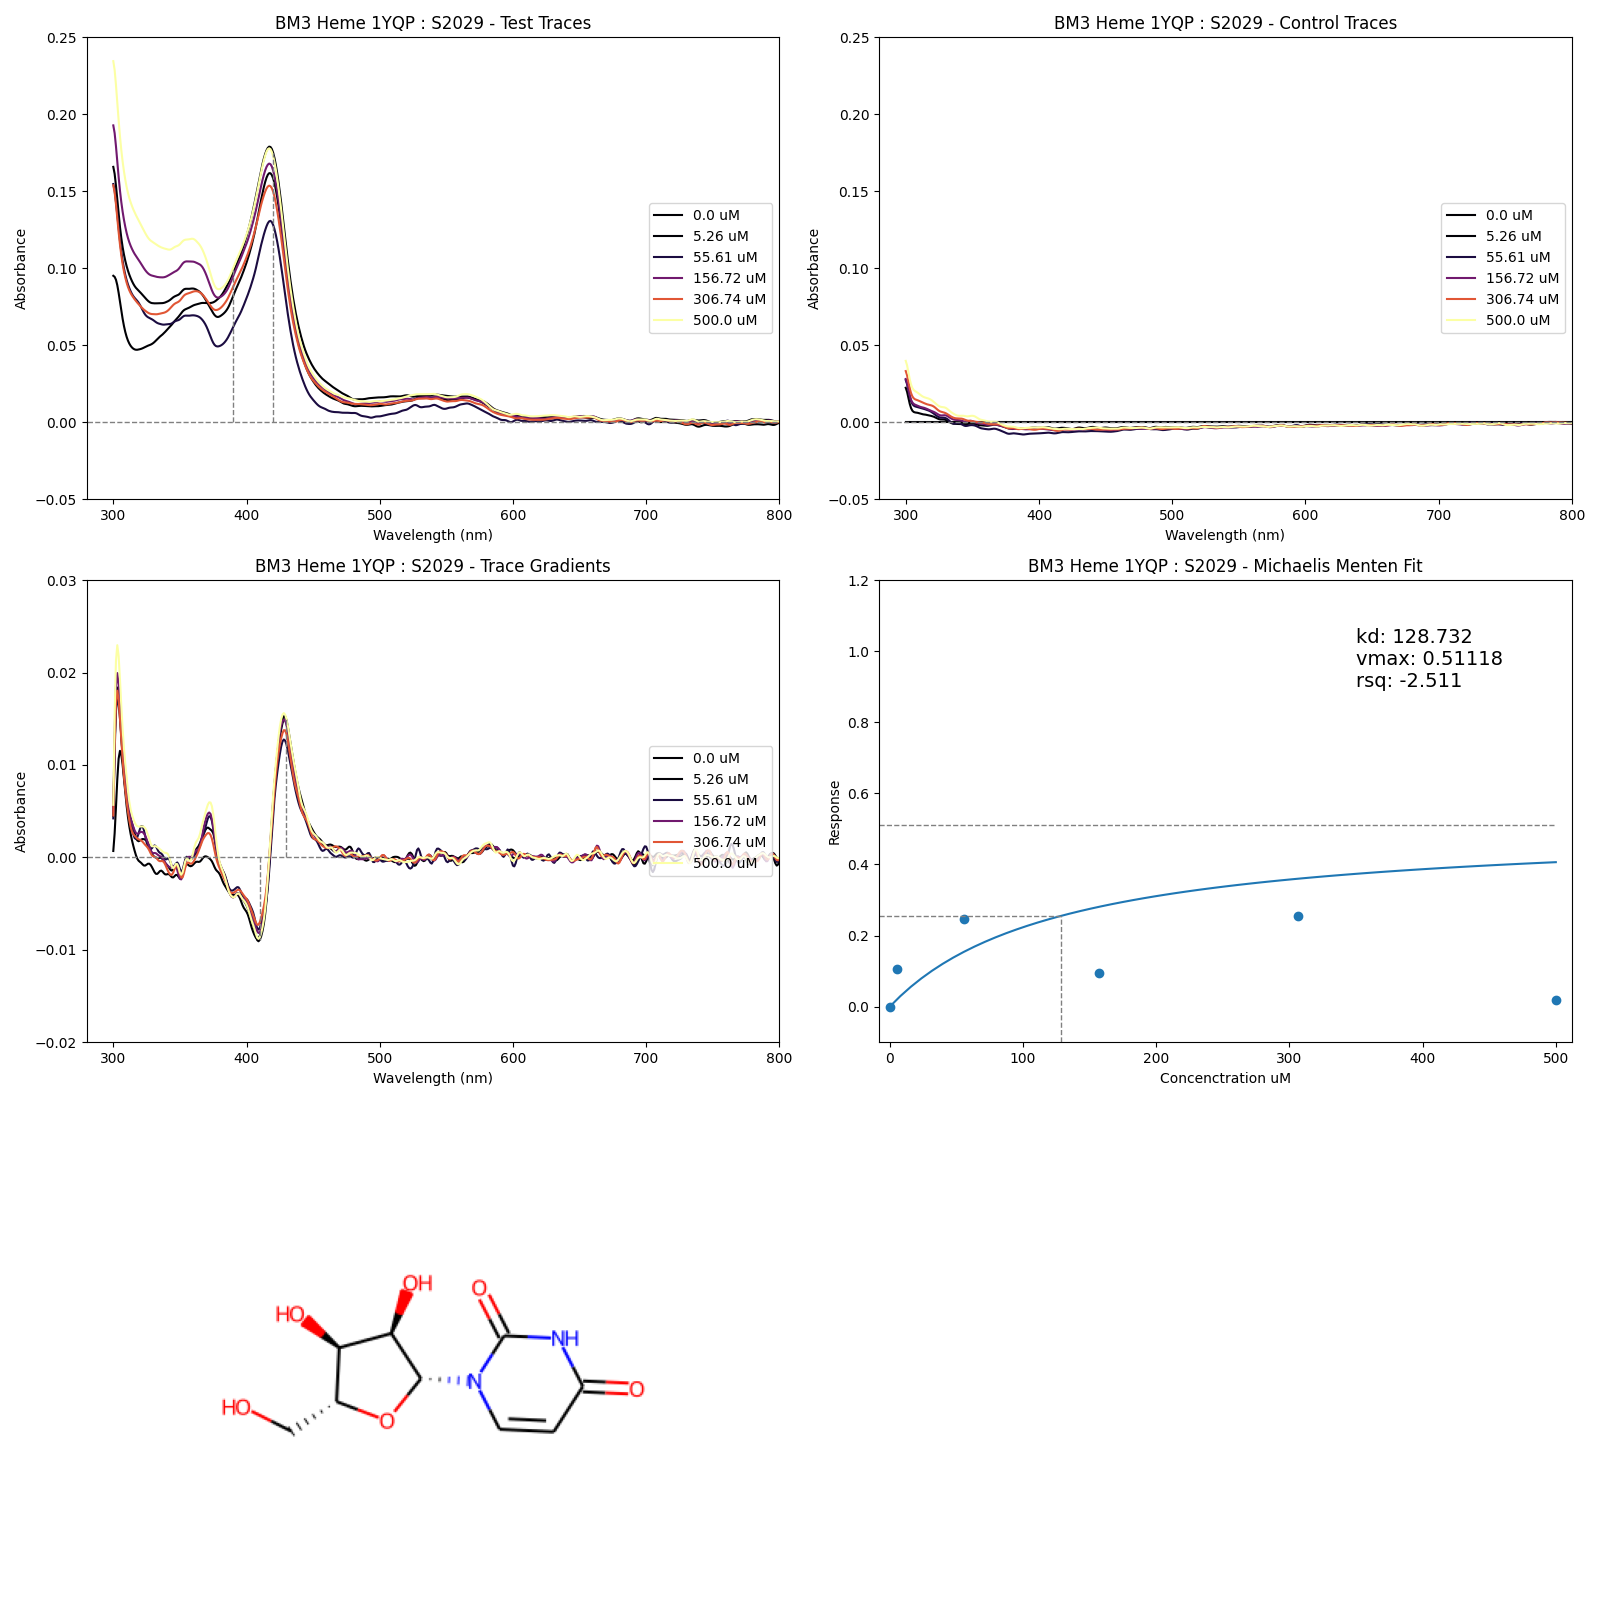 BM3 Heme 1YQP : S2029 - Test Traces
0.25
0.20
0.15
0.10
0.05
0.00
−0.05
Absorbance
300 400 500 600 700 800
Wavelength (nm)
0.0 uM
5.26 uM
55.61 uM
156.72 uM
306.74 uM
500.0 uM
BM3 Heme 1YQP : S2029 - Control Traces
0.25
0.20
0.15
0.10
0.05
0.00
−0.05
Absorbance
300 400 500 600 700 800
Wavelength (nm)
0.0 uM
5.26 uM
55.61 uM
156.72 uM
306.74 uM
500.0 uM
BM3 Heme 1YQP : S2029 - Trace Gradients
0.03
0.02
0.01
0.00
−0.01
−0.02
Absorbance
300 400 500 600 700 800
Wavelength (nm)
0.0 uM
5.26 uM
55.61 uM
156.72 uM
306.74 uM
500.0 uM
BM3 Heme 1YQP : S2029 - Michaelis Menten Fit
1.2
1.0
0.8
0.6
0.4
0.2
0.0
Response
kd: 128.732
vmax: 0.51118
rsq: -2.511
0 100 200 300 400 500
Concenctration uM
OH
O
HO
NH
N
O
HO
O